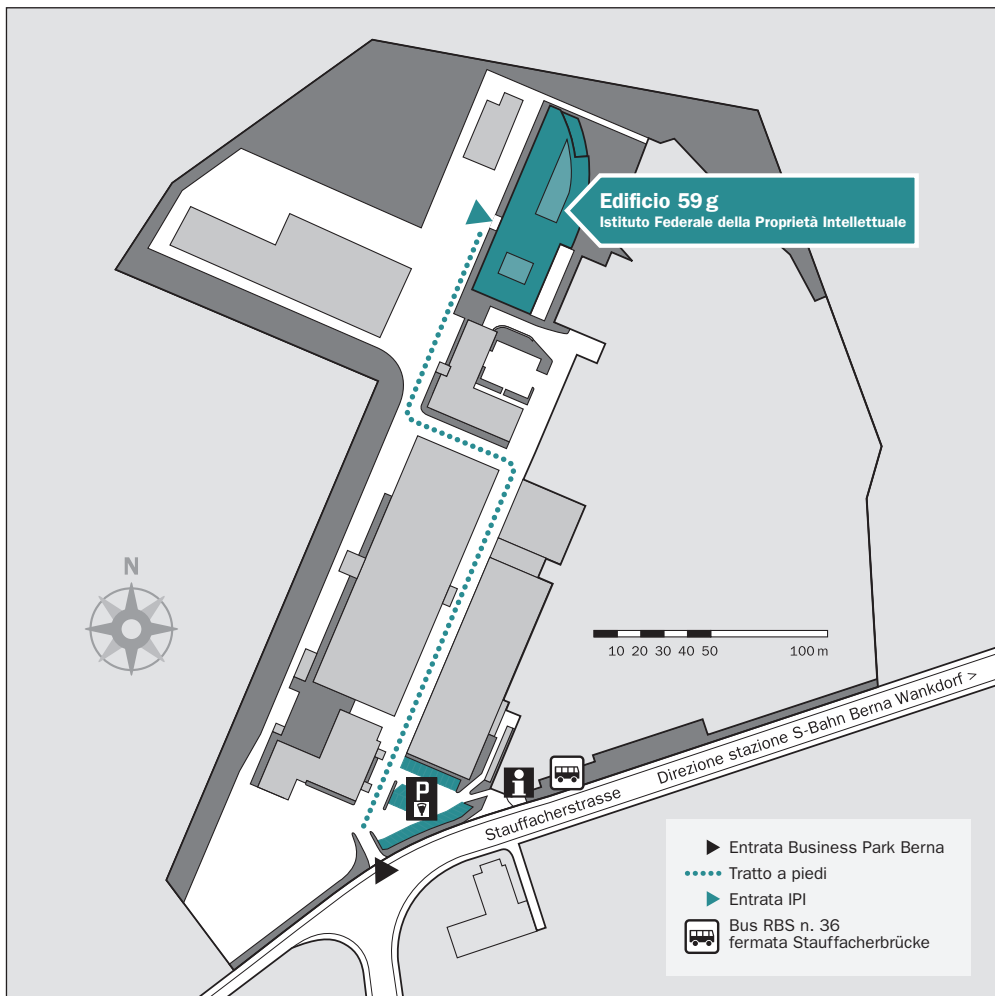 Edificio 59 g
Istituto Federale della Proprietà Intellettuale
N
10 20 30 40 50 100 m
Direzione stazione S-Bahn Berna Wankdorf >
Stauffacherstrasse
P
i
Entrata Business Park Berna
Tratto a piedi
Entrata IPI
Bus RBS n. 36
fermata Stauffacherbrücke